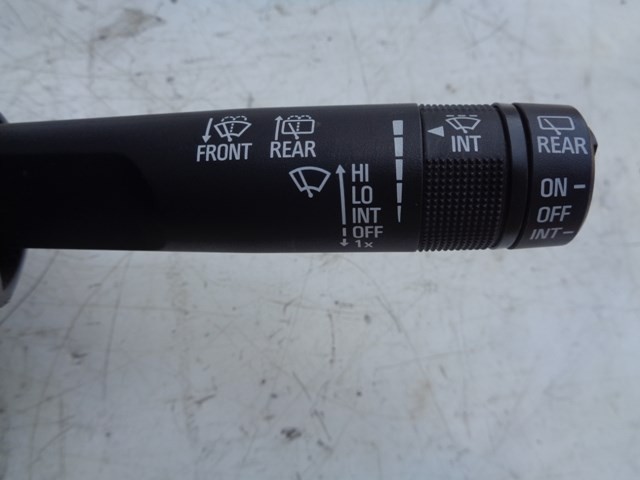 FRONT
REAR
HI
LO
INT
OFF
1x
INT
REAR
ON
OFF
INT